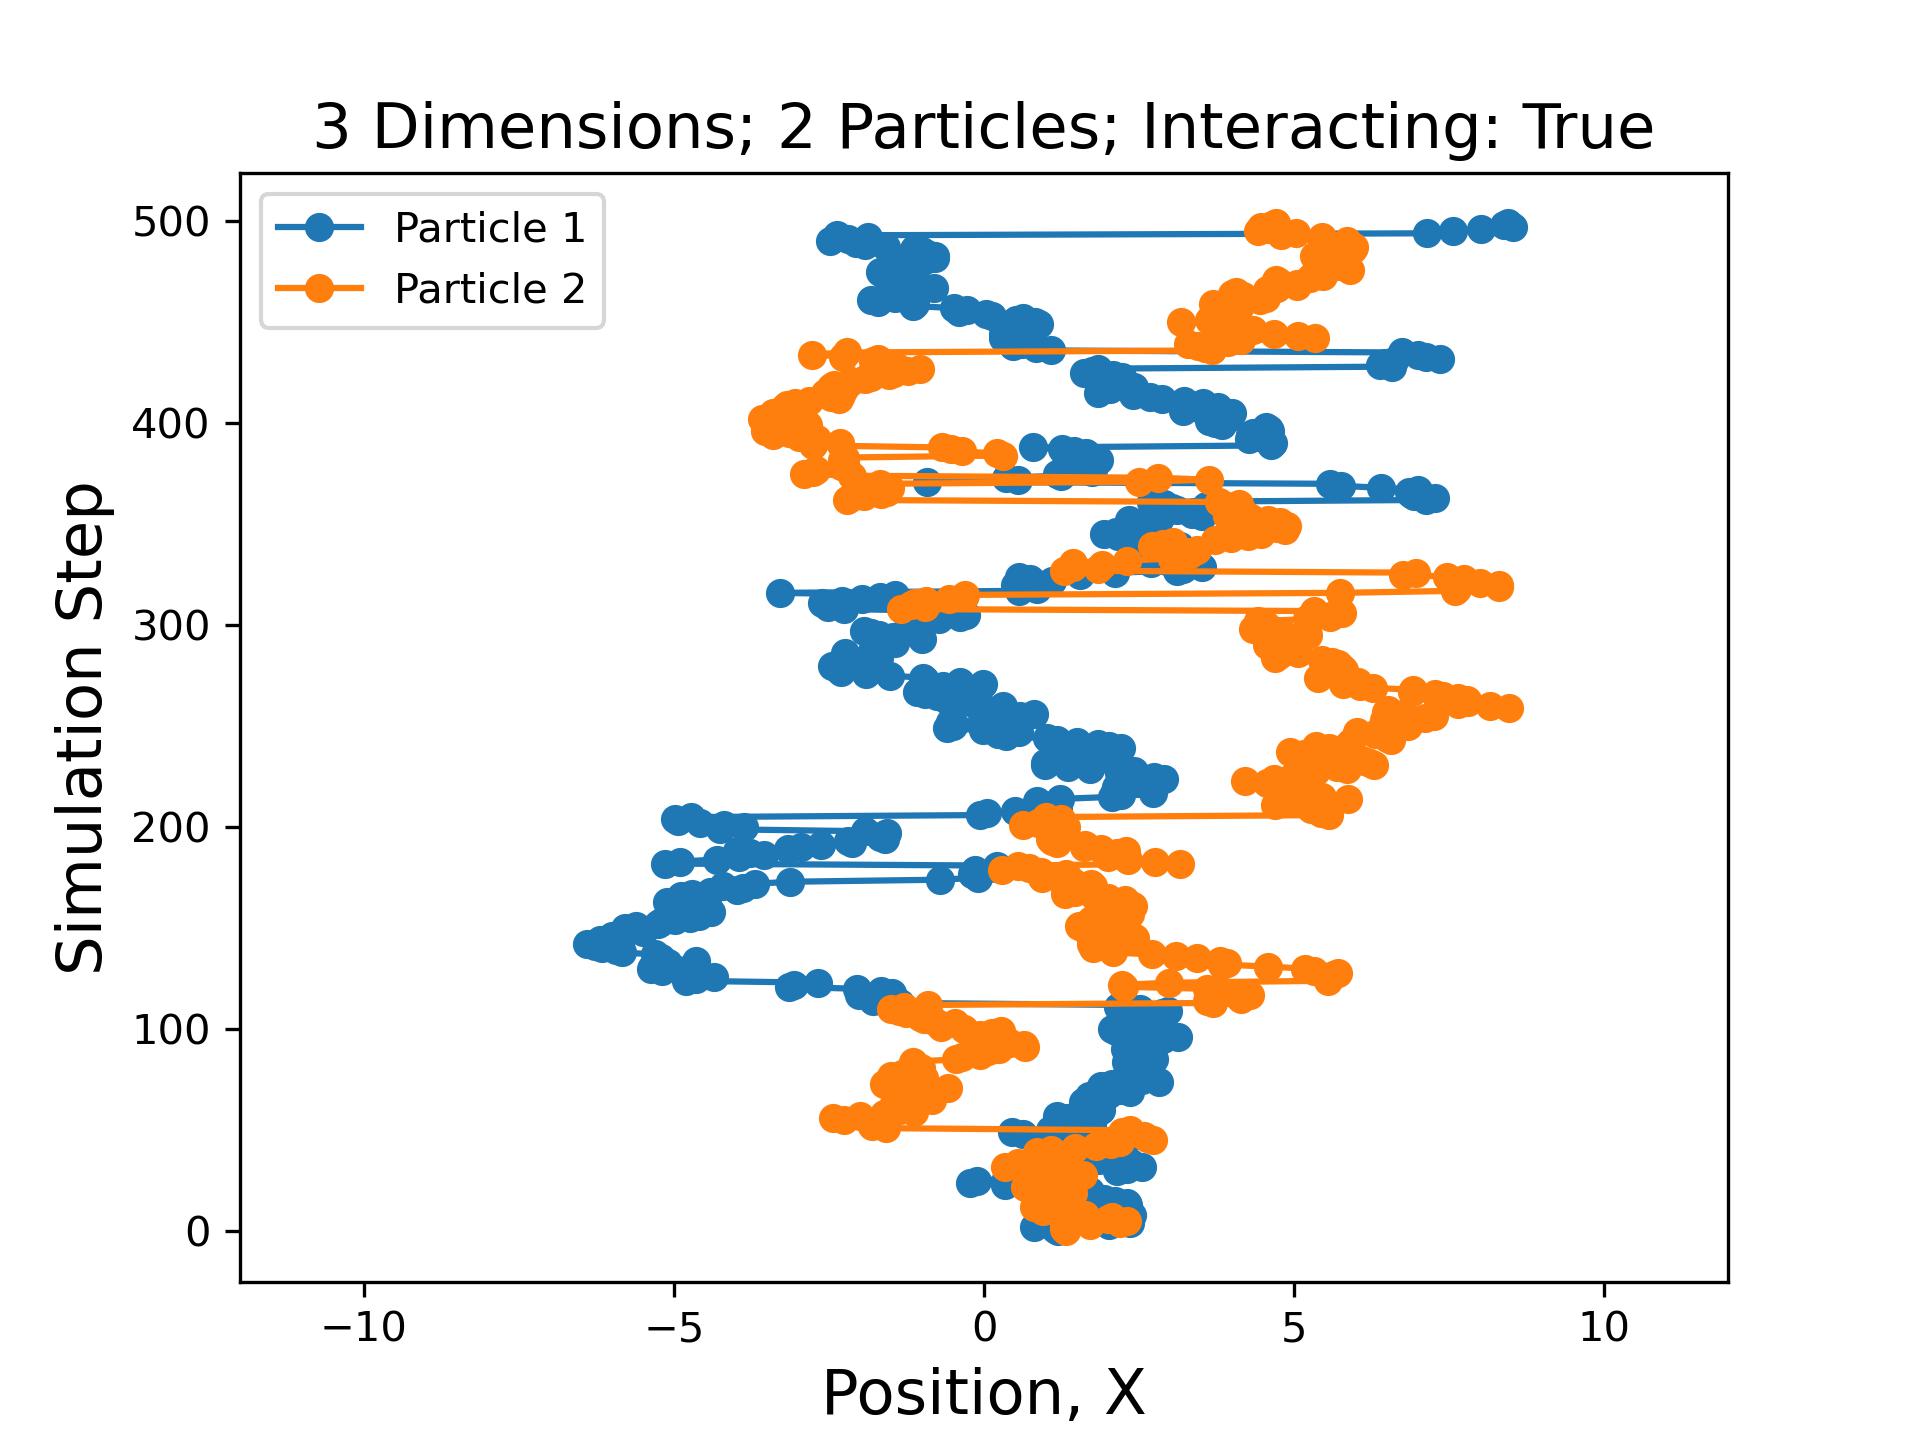 3 Dimensions; 2 Particles; Interacting: True
Particle 1
Particle 2
500
400
300
200
100
0
Simulation Step
−10
−5
0
5
10
Position, X